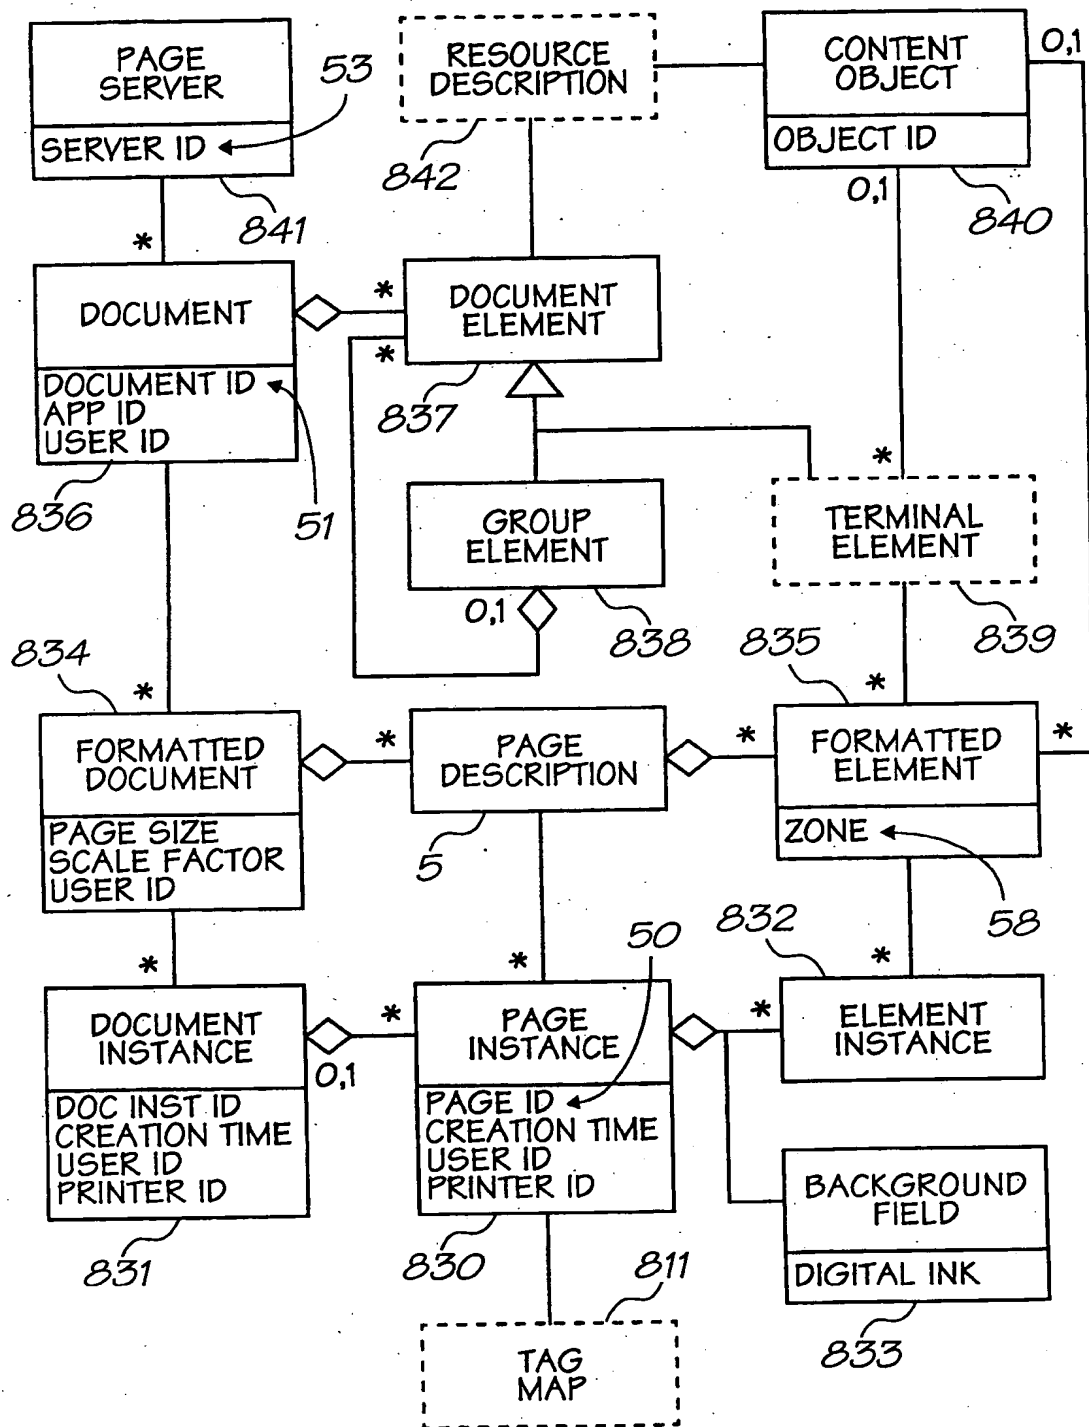 PAGE
SERVER
53
SERVER ID
841
*
RESOURCE
DESCRIPTION
842
CONTENT
OBJECT
0,1
OBJECT ID
0,1
840
DOCUMENT
*
DOCUMENT
ELEMENT
*
837
DOCUMENT ID
APP ID
USER ID
836
51
GROUP
ELEMENT
0,1
838
*
TERMINAL
ELEMENT
839
834
*
835
*
FORMATTED
DOCUMENT
*
PAGE
DESCRIPTION
*
FORMATTED
ELEMENT
*
PAGE SIZE
SCALE FACTOR
USER ID
5
ZONE
58
*
50
*
832
*
DOCUMENT
INSTANCE
*
0,1
PAGE
INSTANCE
*
ELEMENT
INSTANCE
DOC INST ID
CREATION TIME
USER ID
PRINTER ID
831
PAGE ID
CREATION TIME
USER ID
PRINTER ID
830
811
BACKGROUND
FIELD
DIGITAL INK
833
TAG
MAP